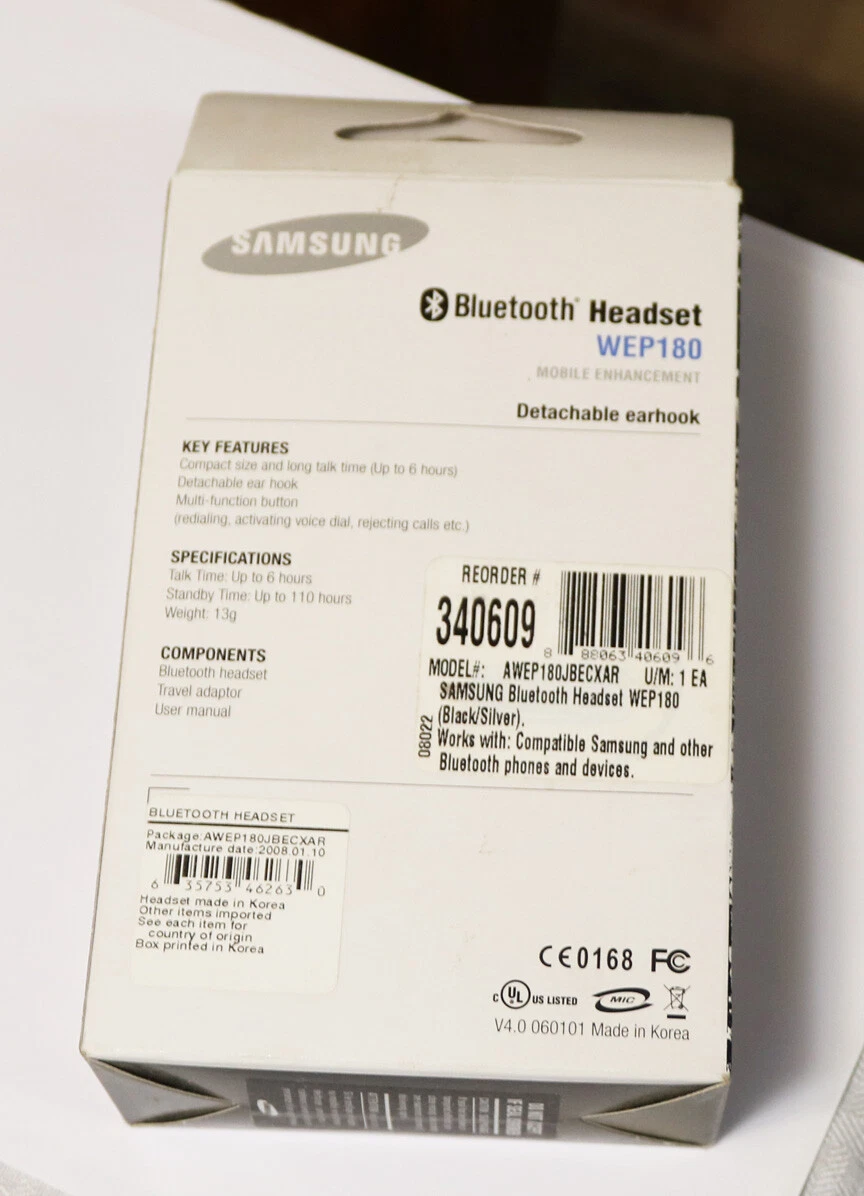 SAMSUNG
Bluetooth® Headset
WEP180
MOBILE ENHANCEMENT
Detachable earhook
KEY FEATURES
Compact size and long talk time (Up to 6 hours)
Detachable ear hook
Multi-function button
(redialing, activating voice dial, rejecting calls etc.)
SPECIFICATIONS
Talk Time: Up to 6 hours
Standby Time: Up to 110 hours
Weight: 13g
COMPONENTS
Bluetooth headset
Travel adaptor
User manual
REORDER #
340609
8 88063 40609 6
MODEL#: AWEP180JBECXAR U/M: 1 EA
SAMSUNG Bluetooth Headset WEP180
(Black/Silver).
Works with: Compatible Samsung and other
Bluetooth phones and devices.
08022
BLUETOOTH HEADSET
Package:AWEP180JBECXAR
Manufacture date:2008.01.10
6 35753 46263 0
Headset made in Korea
Other items imported
See each item for
country of origin
Box printed in Korea
CE0168 FC
c UL US LISTED MIC
V4.0 060101 Made in Korea